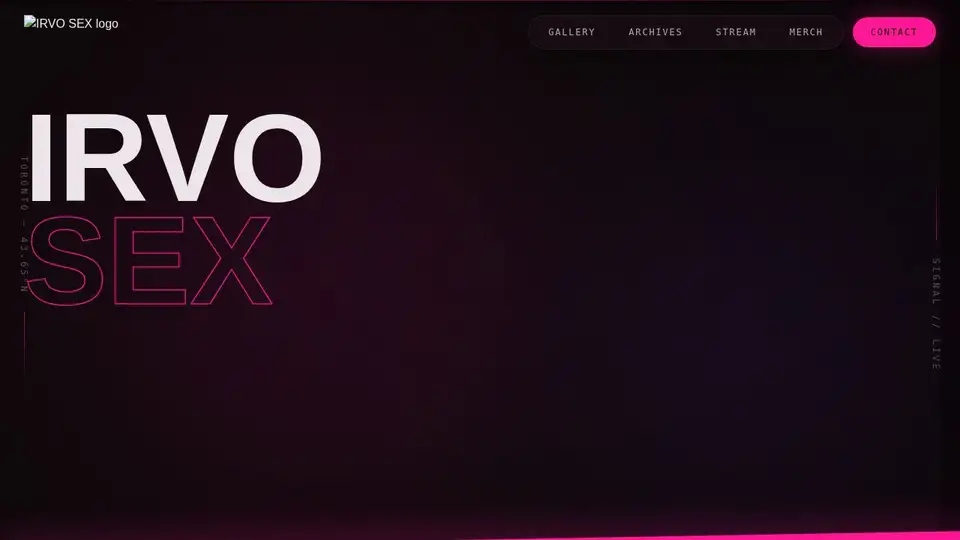 IRVO SEX logo
GALLERY
ARCHIVES
STREAM
MERCH
CONTACT
IRVO
SEX
TORONTO — 43.65°N
SIGNAL // LIVE